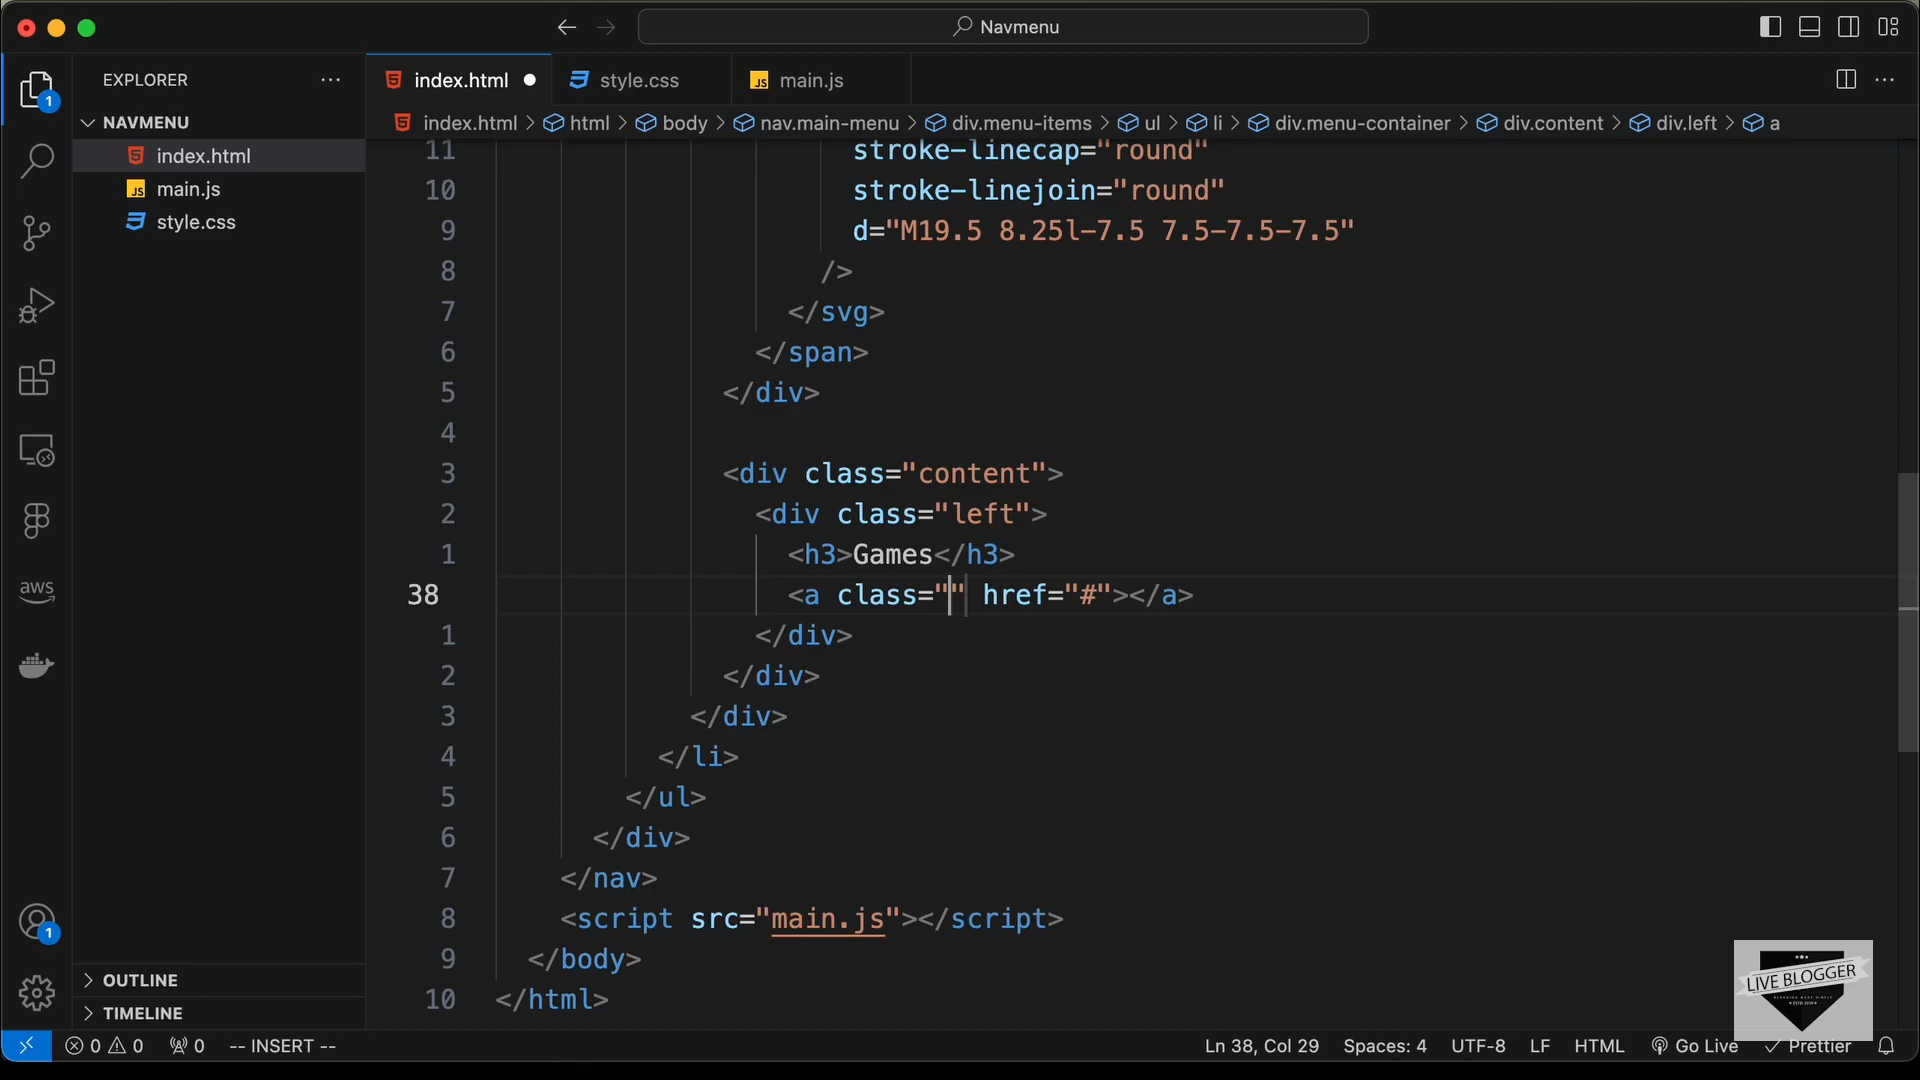 Navmenu
EXPLORER
index.html
style.css
main.js
NAVMENU
index.html
main.js
style.css
index.html > html > body > nav.main-menu > div.menu-items > ul > li > div.menu-container > div.content > div.left > a
11 stroke-linecap="round"
10 stroke-linejoin="round"
9 d="M19.5 8.25l-7.5 7.5-7.5-7.5"
8 />
7 </svg>
6 </span>
5 </div>
4
3 <div class="content">
2 <div class="left">
1 <h3>Games</h3>
38 <a class="" href="#"></a>
1 </div>
2 </div>
3 </div>
4 </li>
5 </ul>
6 </div>
7 </nav>
8 <script src="main.js"></script>
9 </body>
10 </html>
1
aws
1
OUTLINE
TIMELINE
0 0 0 -- INSERT --
Ln 38, Col 29 Spaces: 4 UTF-8 LF HTML Go Live Prettier
LIVE BLOGGER